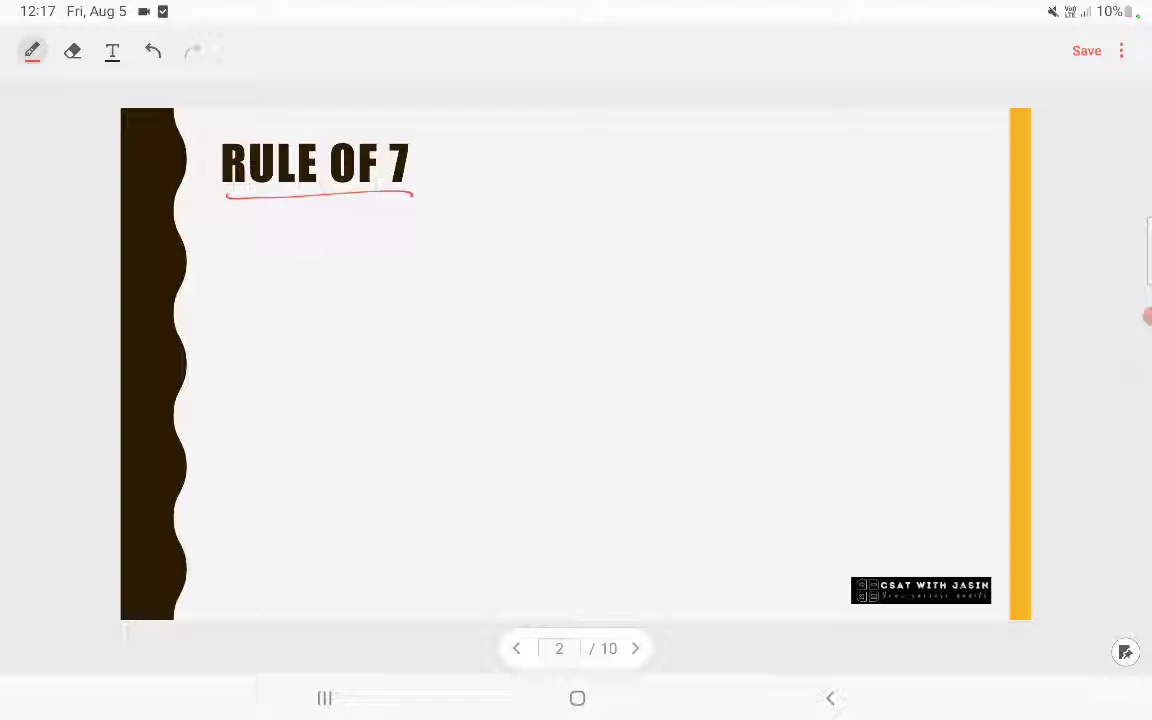 12:17 Fri, Aug 5 10%
T Save
RULE OF 7
CSAT WITH JASIN
2 / 10